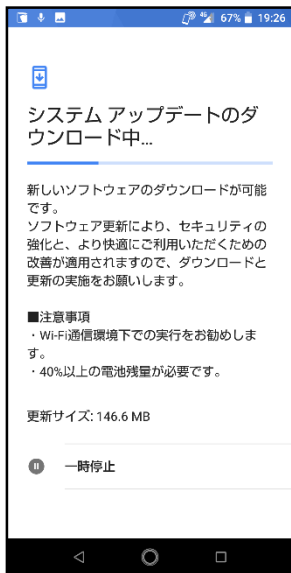 67% 19:26
システム アップデートのダ
ウンロード中...
新しいソフトウェアのダウンロードが可能
です。
ソフトウェア更新により、セキュリティの
強化と、より快適にご利用いただくための
改善が適用されますので、ダウンロードと
更新の実施をお願いします。
■注意事項
・Wi-Fi通信環境下での実行をお勧めしま
す。
・40%以上の電池残量が必要です。
更新サイズ: 146.6 MB
一時停止